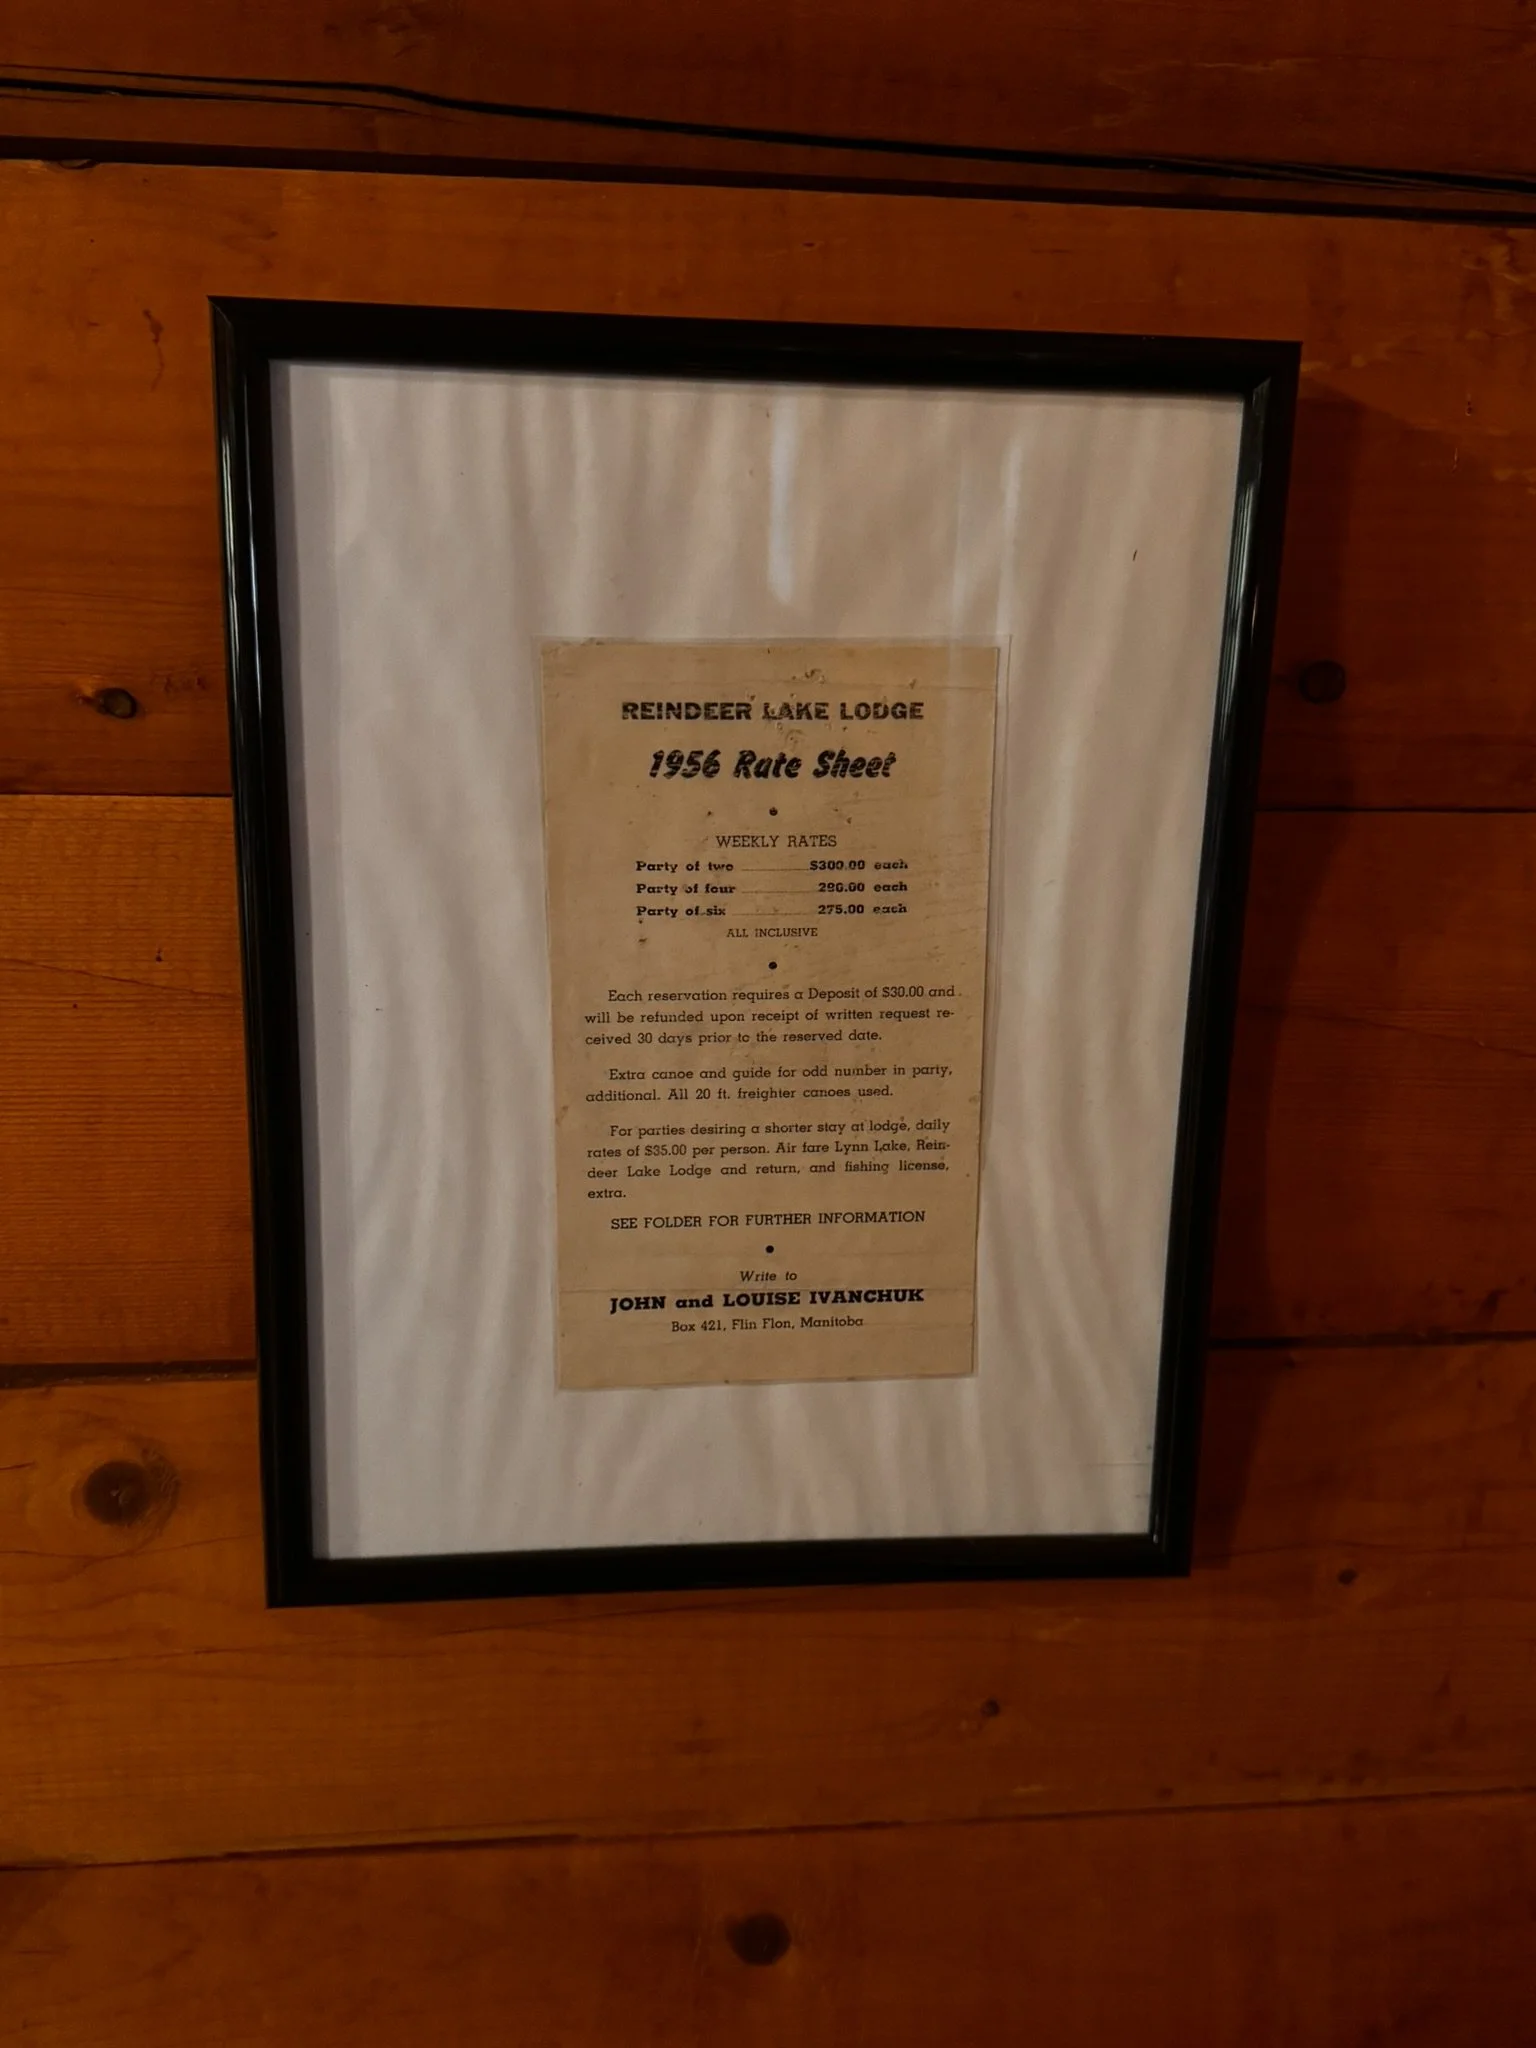 REINDEER LAKE LODGE
1956 Rate Sheet
WEEKLY RATES
Party of two $300.00 each
Party of four 290.00 each
Party of six 275.00 each
ALL INCLUSIVE
Each reservation requires a Deposit of $30.00 and
will be refunded upon receipt of written request re-
ceived 30 days prior to the reserved date.
Extra canoe and guide for odd number in party,
additional. All 20 ft. freighter canoes used.
For parties desiring a shorter stay at lodge, daily
rates of $35.00 per person. Air fare Lynn Lake, Rein-
deer Lake Lodge and return, and fishing license,
extra.
SEE FOLDER FOR FURTHER INFORMATION
Write to
JOHN and LOUISE IVANCHUK
Box 421, Flin Flon, Manitoba